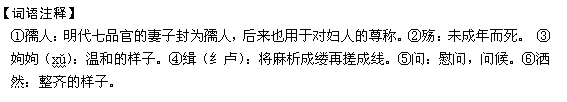 【词语注释】
①孺人：明代七品官的妻子封为孺人，后来也用于对妇人的尊称。②殇：未成年而死。 ③
姁姁（xǔ）：温和的样子。④缉（纟卢）：将麻析成缕再搓成线。⑤问：慰问，问候。⑥洒
然：整齐的样子。